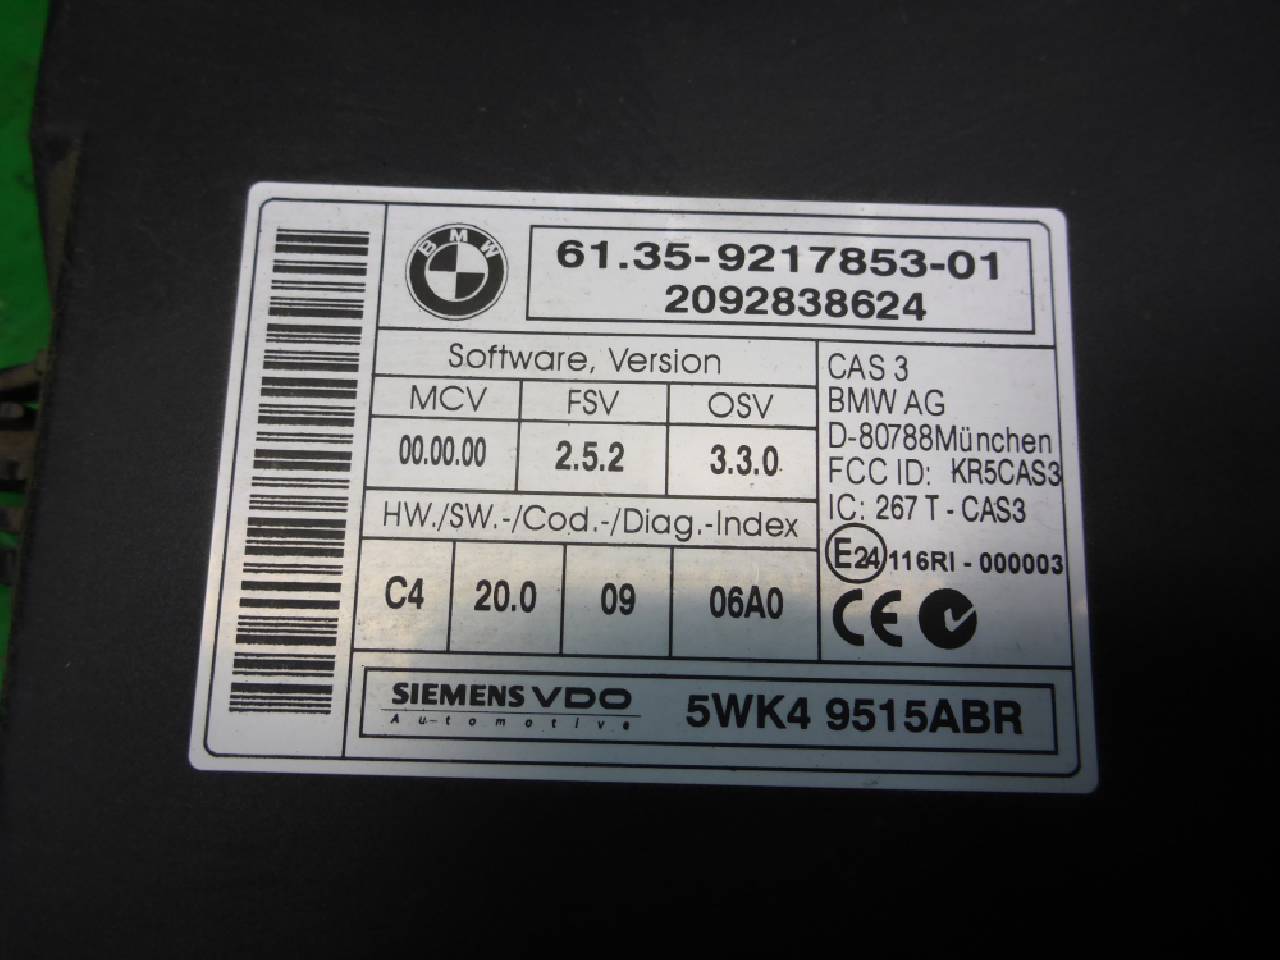 BMW
61.35-9217853-01
2092838624
Software, Version
MCV FSV OSV
00.00.00 2.5.2 3.3.0
HW./SW.-/Cod.-/Diag.-Index
C4 20.0 09 06A0
CAS 3
BMW AG
D-80788München
FCC ID: KR5CAS3
IC: 267 T - CAS3
E24 116RI - 000003
CE
SIEMENS VDO
Automotive
5WK4 9515ABR